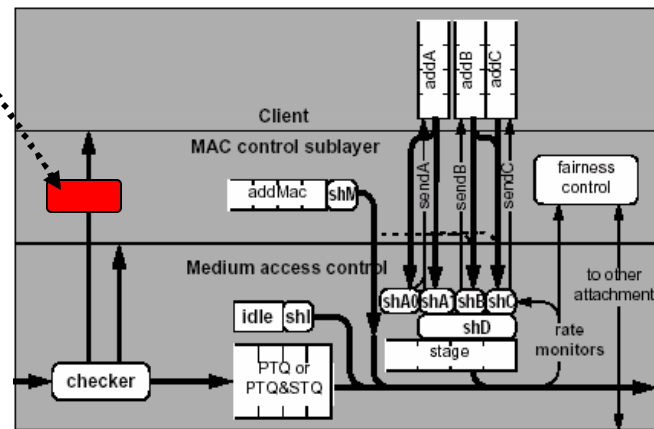 addA
addB
addC
Client
MAC control sublayer
sendA
sendB
sendC
fairness
control
addMac
shM
Medium access control
to other
attachment
shA0
shA1
shB
shC
idle
shI
shD
rate
monitors
stage
checker
PTQ or
PTQ&STQ